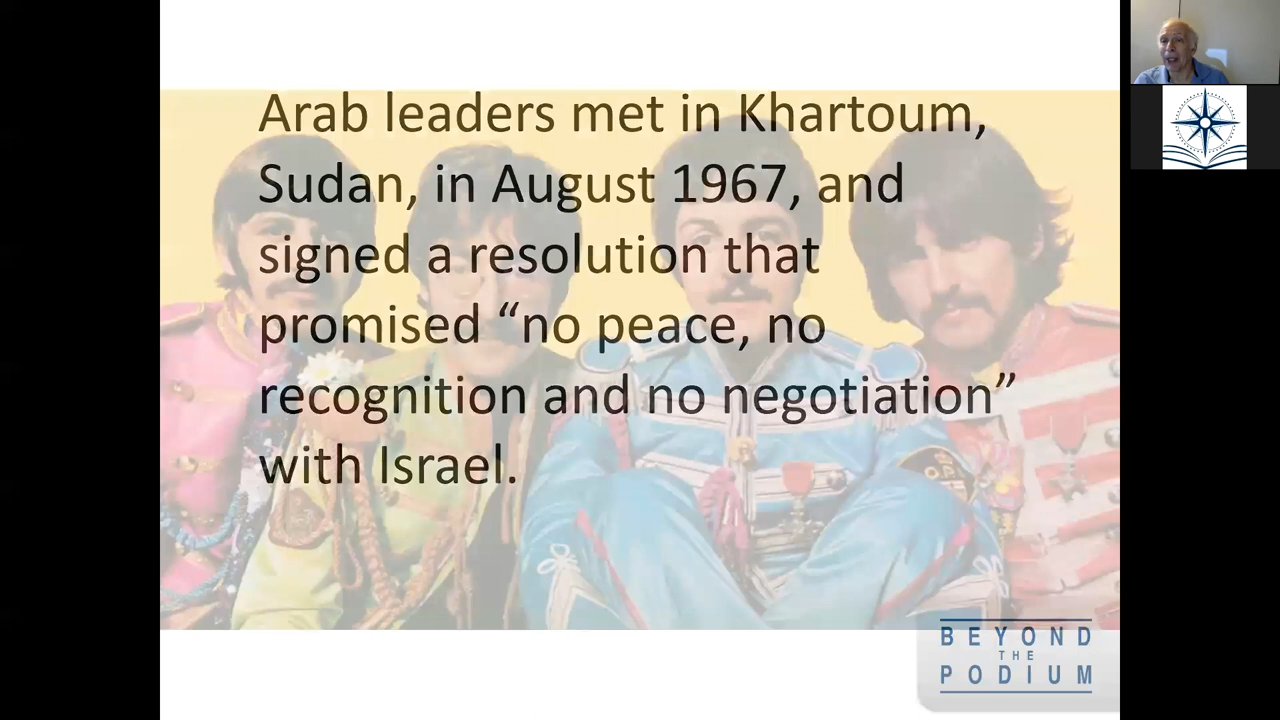 Arab leaders met in Khartoum,
Sudan, in August 1967, and
signed a resolution that
promised “no peace, no
recognition and no negotiation”
with Israel.
BEYOND
THE
PODIUM